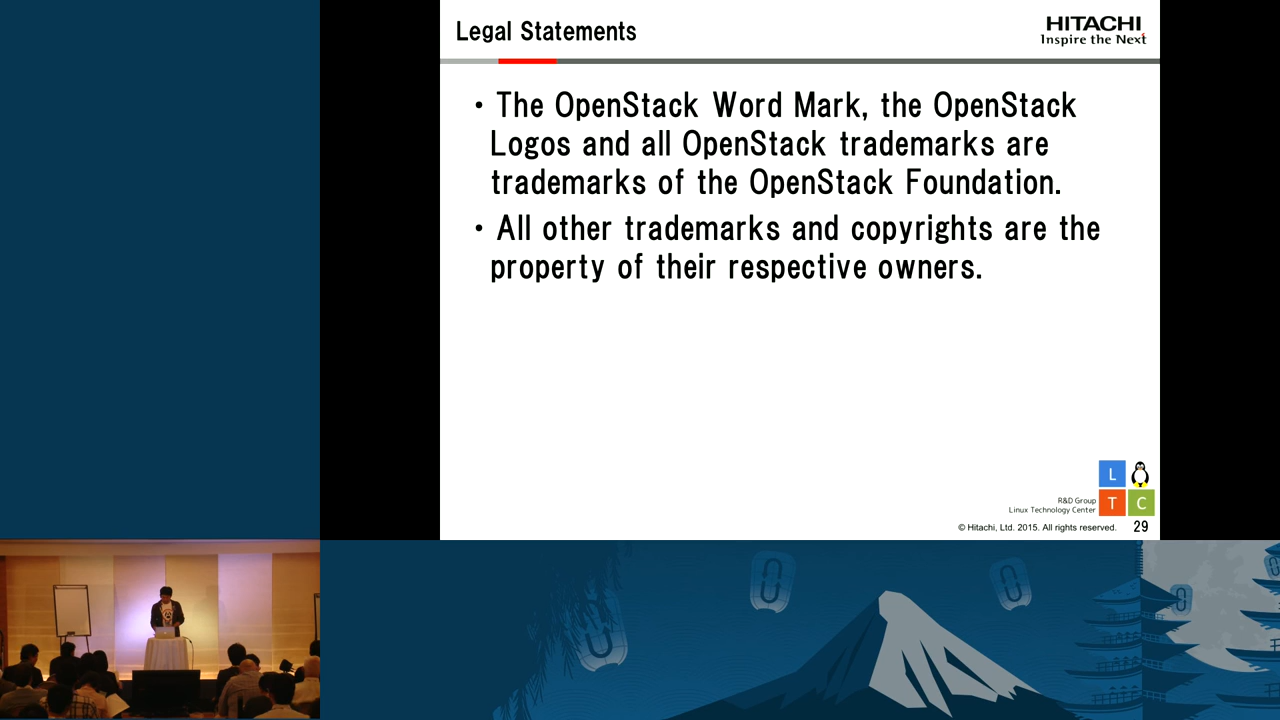 Legal Statements
HITACHI
Inspire the Next
• The OpenStack Word Mark, the OpenStack
Logos and all OpenStack trademarks are
trademarks of the OpenStack Foundation.
• All other trademarks and copyrights are the
property of their respective owners.
L
R&D Group
Linux Technology Center
T C
© Hitachi, Ltd. 2015. All rights reserved. 29